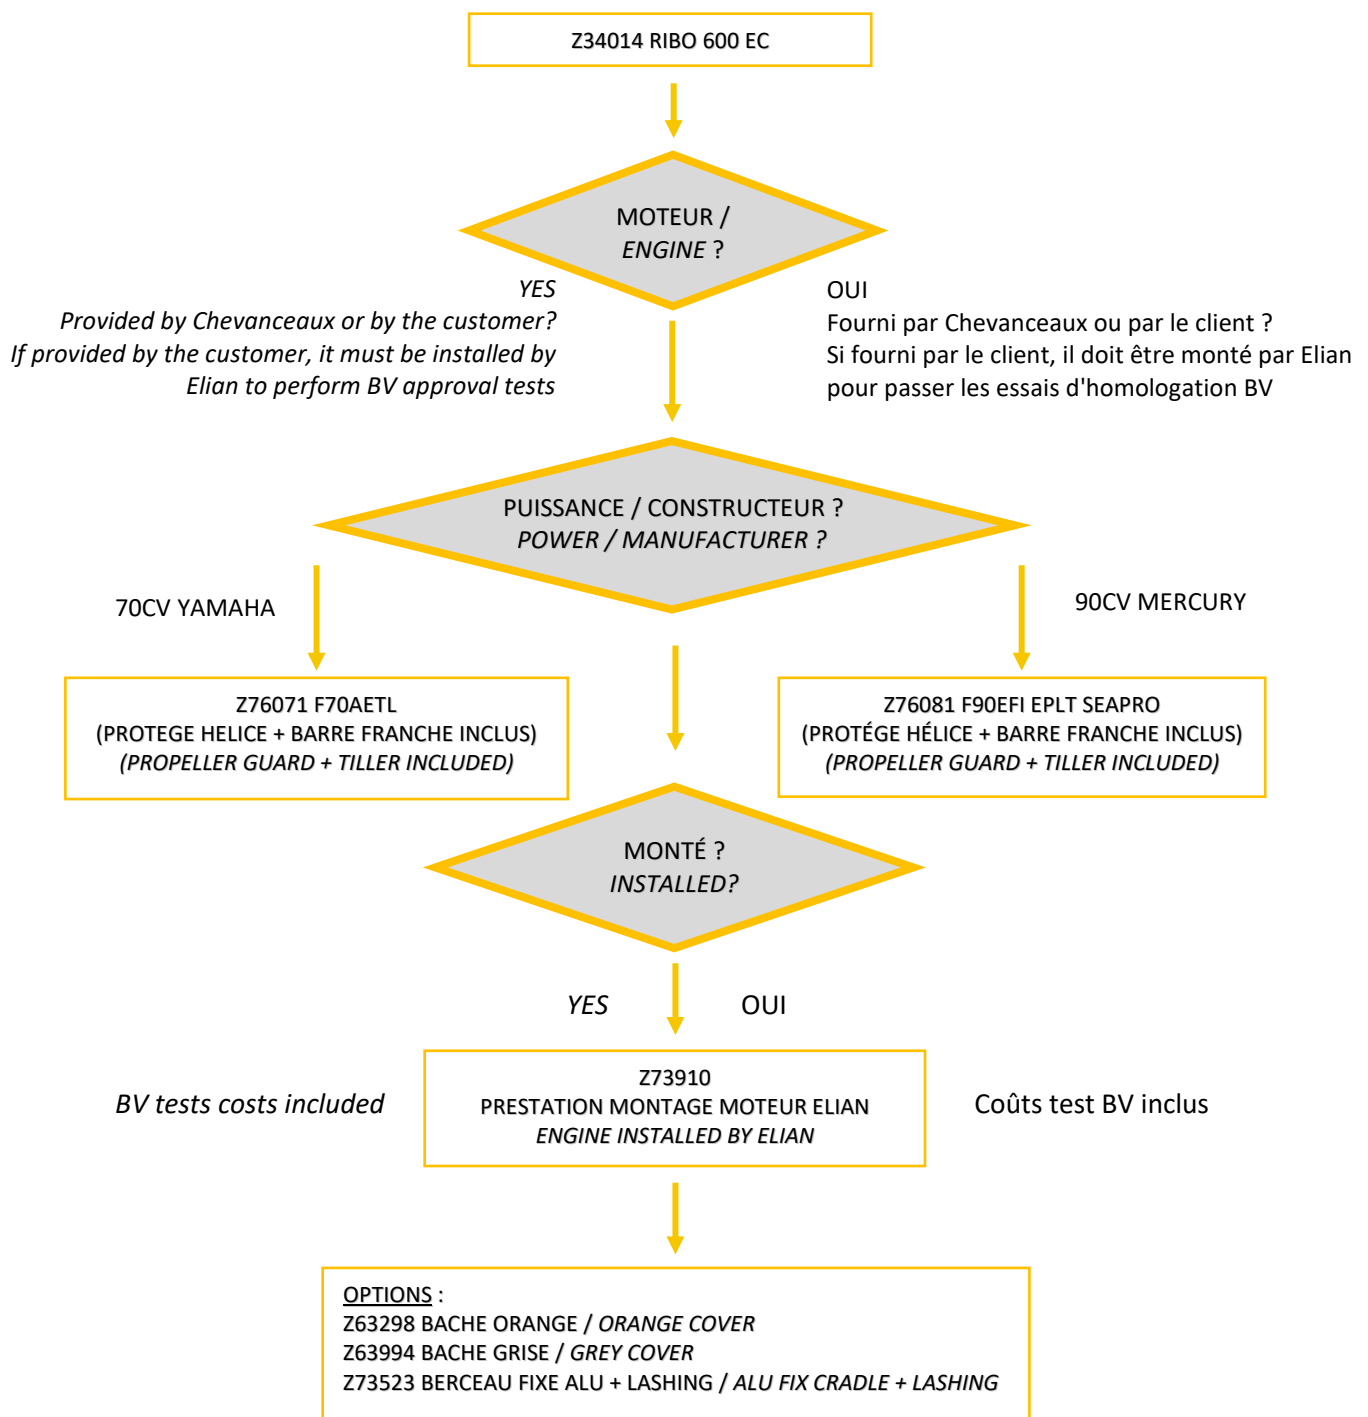 Z34014 RIBO 600 EC
MOTEUR /
ENGINE ?
YES
Provided by Chevanceaux or by the customer?
If provided by the customer, it must be installed by
Elian to perform BV approval tests
OUI
Fourni par Chevanceaux ou par le client ?
Si fourni par le client, il doit être monté par Elian
pour passer les essais d'homologation BV
PUISSANCE / CONSTRUCTEUR ?
POWER / MANUFACTURER ?
70CV YAMAHA
90CV MERCURY
Z76071 F70AETL
(PROTEGE HELICE + BARRE FRANCHE INCLUS)
(PROPELLER GUARD + TILLER INCLUDED)
Z76081 F90EFI EPLT SEAPRO
(PROTÉGE HÉLICE + BARRE FRANCHE INCLUS)
(PROPELLER GUARD + TILLER INCLUDED)
MONTÉ ?
INSTALLED?
YES
OUI
BV tests costs included
Z73910
PRESTATION MONTAGE MOTEUR ELIAN
ENGINE INSTALLED BY ELIAN
Coûts test BV inclus
OPTIONS :
Z63298 BACHE ORANGE / ORANGE COVER
Z63994 BACHE GRISE / GREY COVER
Z73523 BERCEAU FIXE ALU + LASHING / ALU FIX CRADLE + LASHING